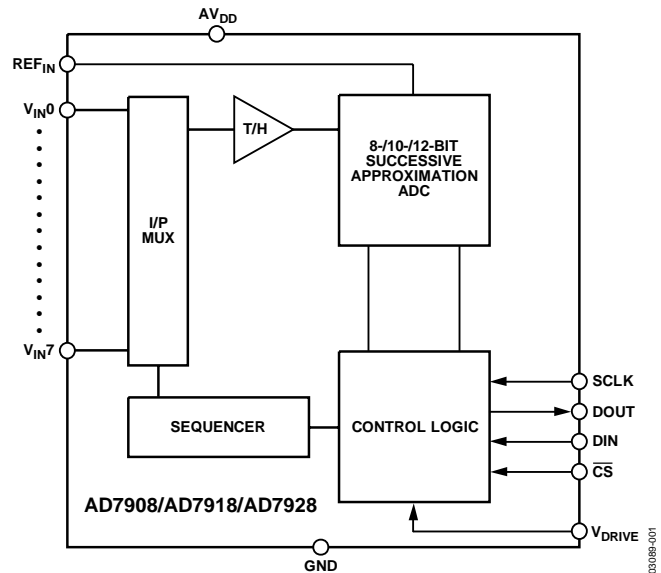 AVDD
REFIN
VIN0
T/H
8-/10-/12-BIT
SUCCESSIVE
APPROXIMATION
ADC
I/P
MUX
VIN7
SEQUENCER
CONTROL LOGIC
SCLK
DOUT
DIN
CS
VDRIVE
AD7908/AD7918/AD7928
GND
03089-001